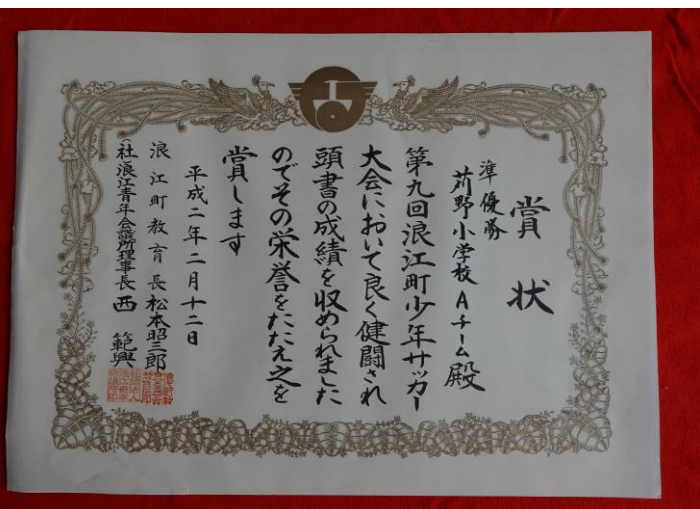 賞状
準優勝
苅野小学校Aチーム殿
第九回浪江町少年サッカー
大会において良く健闘され
頭書の成績を収められました
のでその栄誉をたたえ之を
賞します
平成二年二月十二日
浪江町教育長 松本昭三郎
(社)浪江青年会議所理事長 西 範興